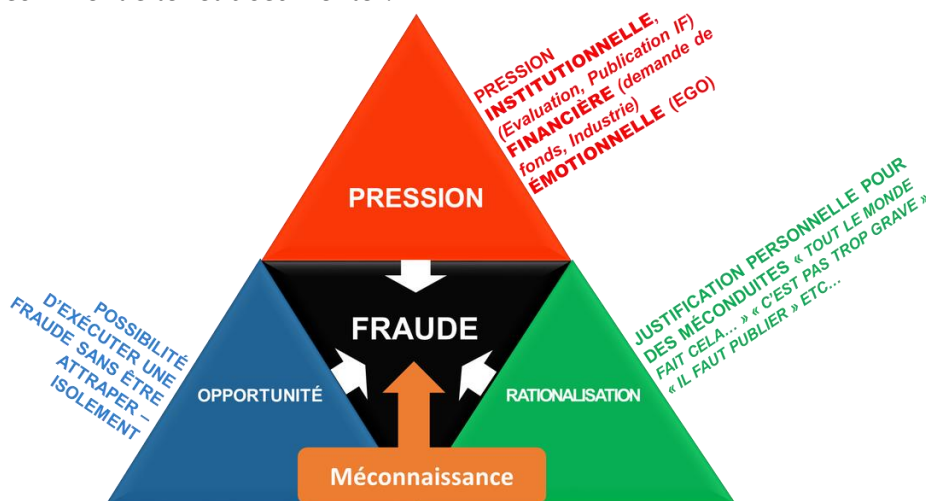 PRESSION
INSTITUTIONNELLE,
(Evaluation, Publication IF)
FINANCIÈRE (demande de
fonds, Industrie)
ÉMOTIONNELLE (EGO)
PRESSION
JUSTIFICATION PERSONNELLE POUR
DES MÉCONDUITES « TOUT LE MONDE
FAIT CELA... » « C'EST PAS TROP GRAVE »
« IL FAUT PUBLIER » ETC...
POSSIBILITÉ
D'EXÉCUTER UNE
FRAUDE SANS ÊTRE
ATTRAPER –
ISOLEMENT
FRAUDE
OPPORTUNITÉ
RATIONALISATION
Méconnaissance